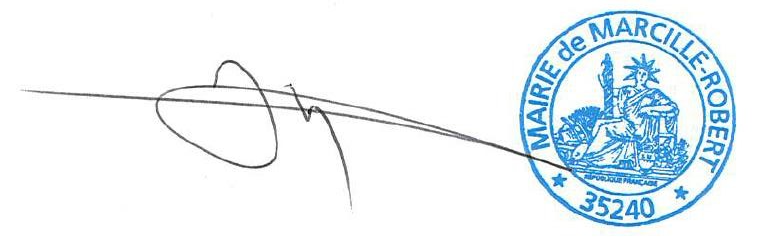 MAIRIE de MARCILLE-ROBERT
RÉPUBLIQUE FRANÇAISE
35240